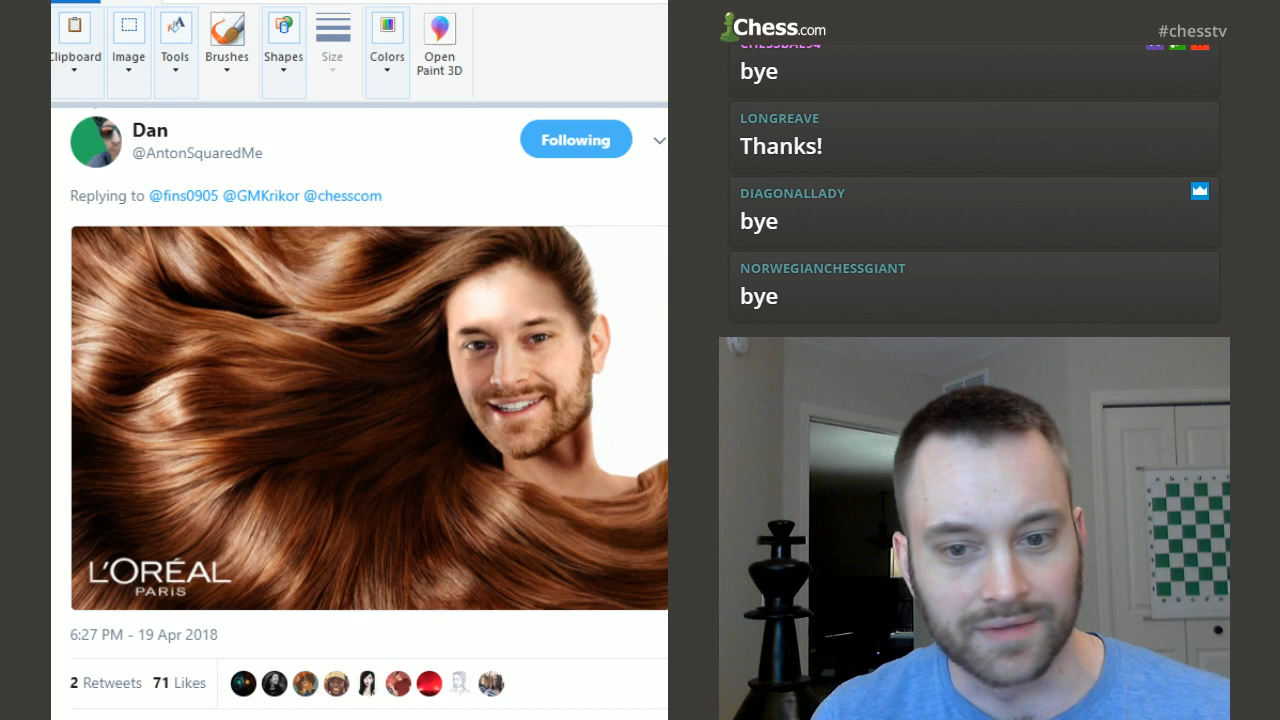 Clipboard
Image
Tools
Brushes
Shapes
Size
Colors
Open
Paint 3D
Dan
@AntonSquaredMe
Following
Replying to @fins0905 @GMKrikor @chesscom
L'ORÉAL
PARIS
6:27 PM - 19 Apr 2018
2 Retweets 71 Likes
Chess.com
#chesstv
CHESSBAE94
bye
LONGREAVE
Thanks!
DIAGONALLADY
bye
NORWEGIANCHESSGIANT
bye